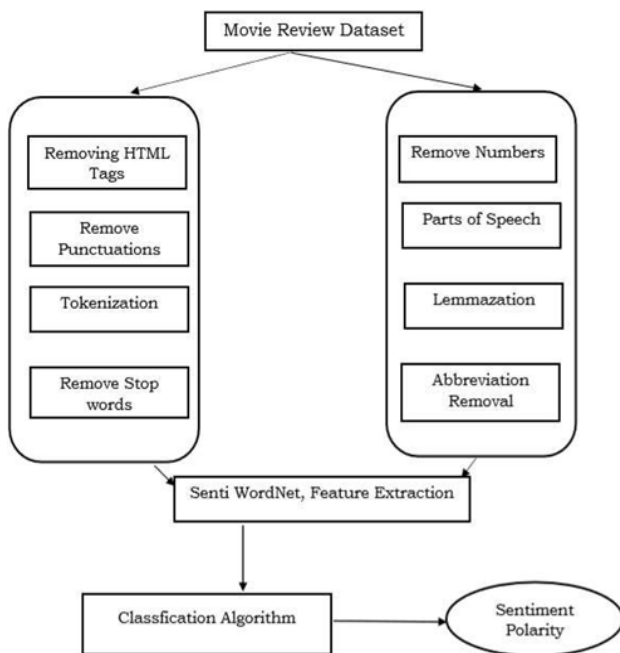 Movie Review Dataset
Removing HTML
Tags
Remove
Punctuations
Tokenization
Remove Stop
words
Remove Numbers
Parts of Speech
Lemmazation
Abbreviation
Removal
Senti WordNet, Feature Extraction
Classfication Algorithm
Sentiment
Polarity